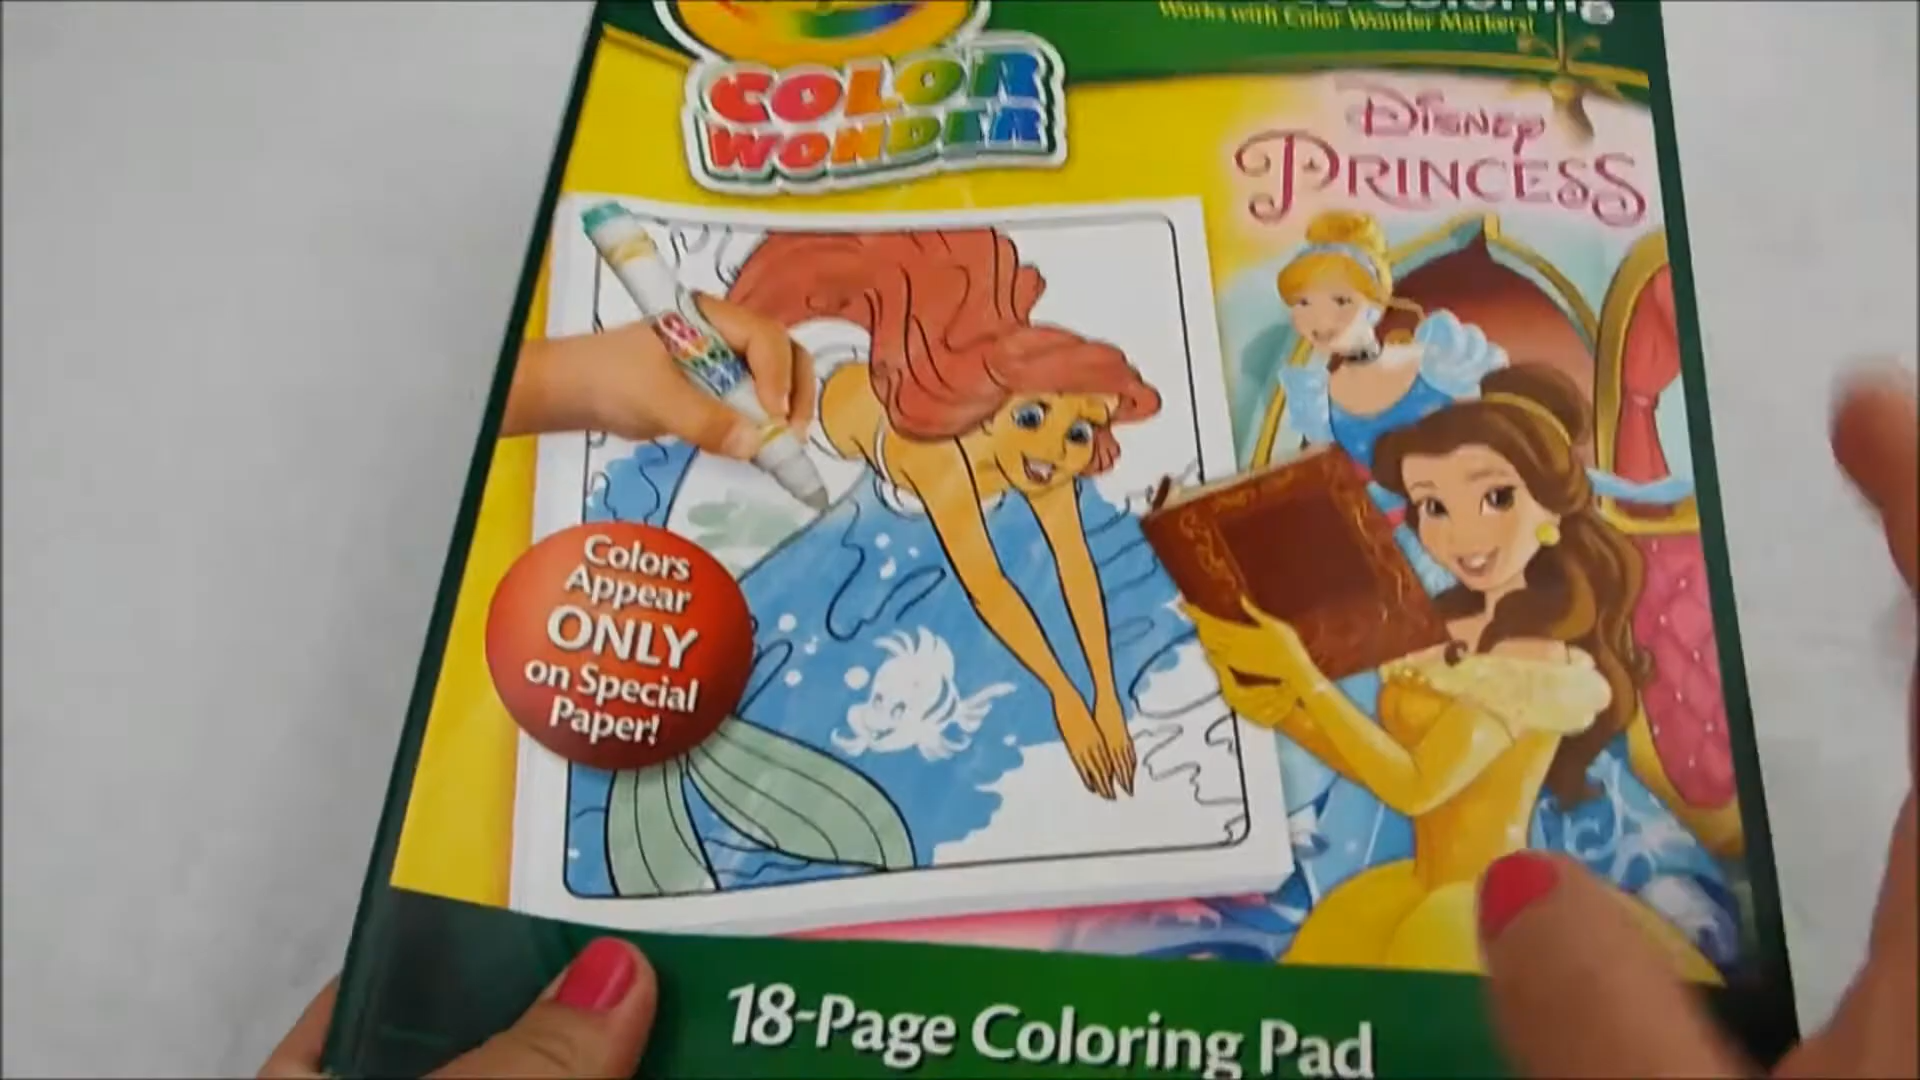 Works with Color Wonder Markers!
COLOR
WONDER
Disney
PRINCESS
Colors
Appear
ONLY
on Special
Paper!
18-Page Coloring Pad